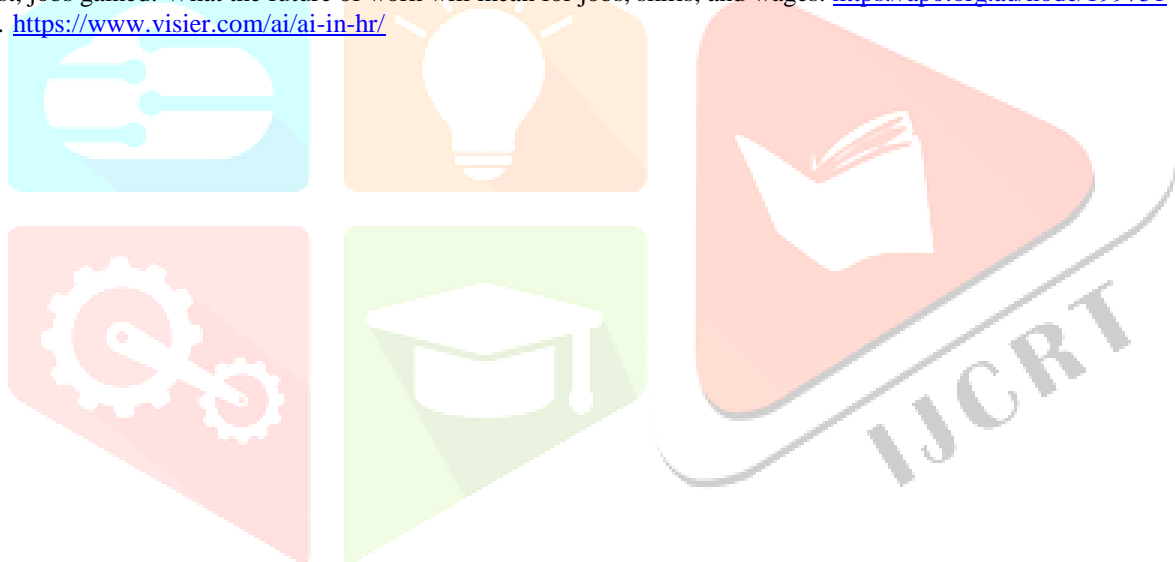 st, jobs gained: What the future of work will mean for jobs, skills, and wages.
. https://www.visier.com/ai/ai-in-hr/
IJCRT